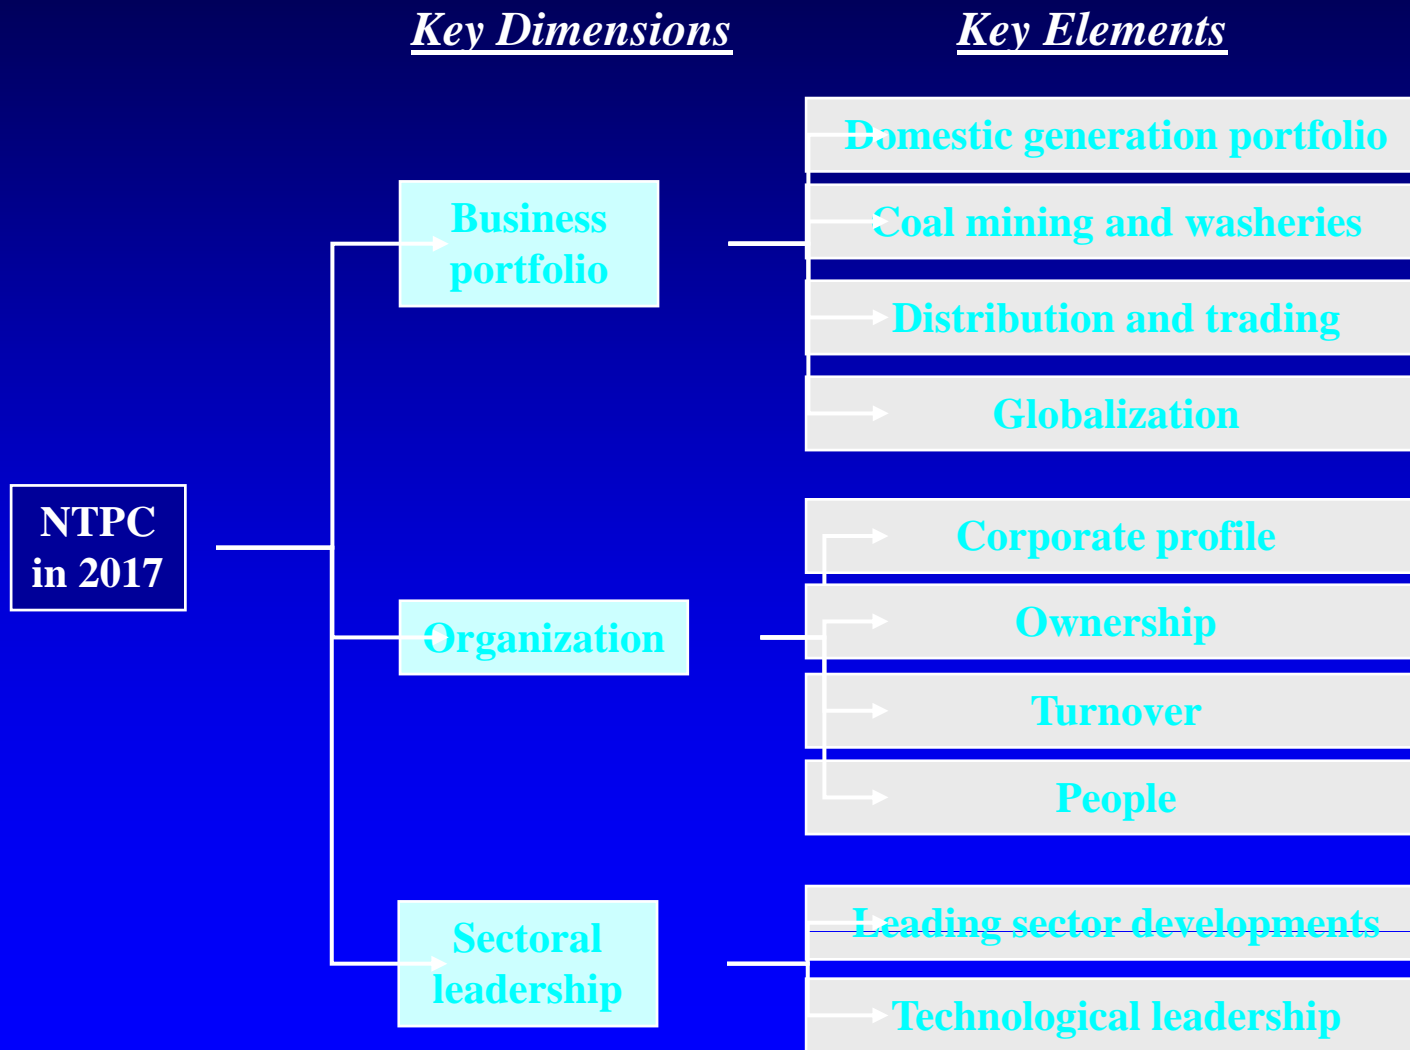 Key Dimensions
Key Elements
NTPC
in 2017
Business
portfolio
Domestic generation portfolio
Coal mining and washeries
Distribution and trading
Globalization
Organization
Corporate profile
Ownership
Turnover
People
Sectoral
leadership
Leading sector developments
Technological leadership